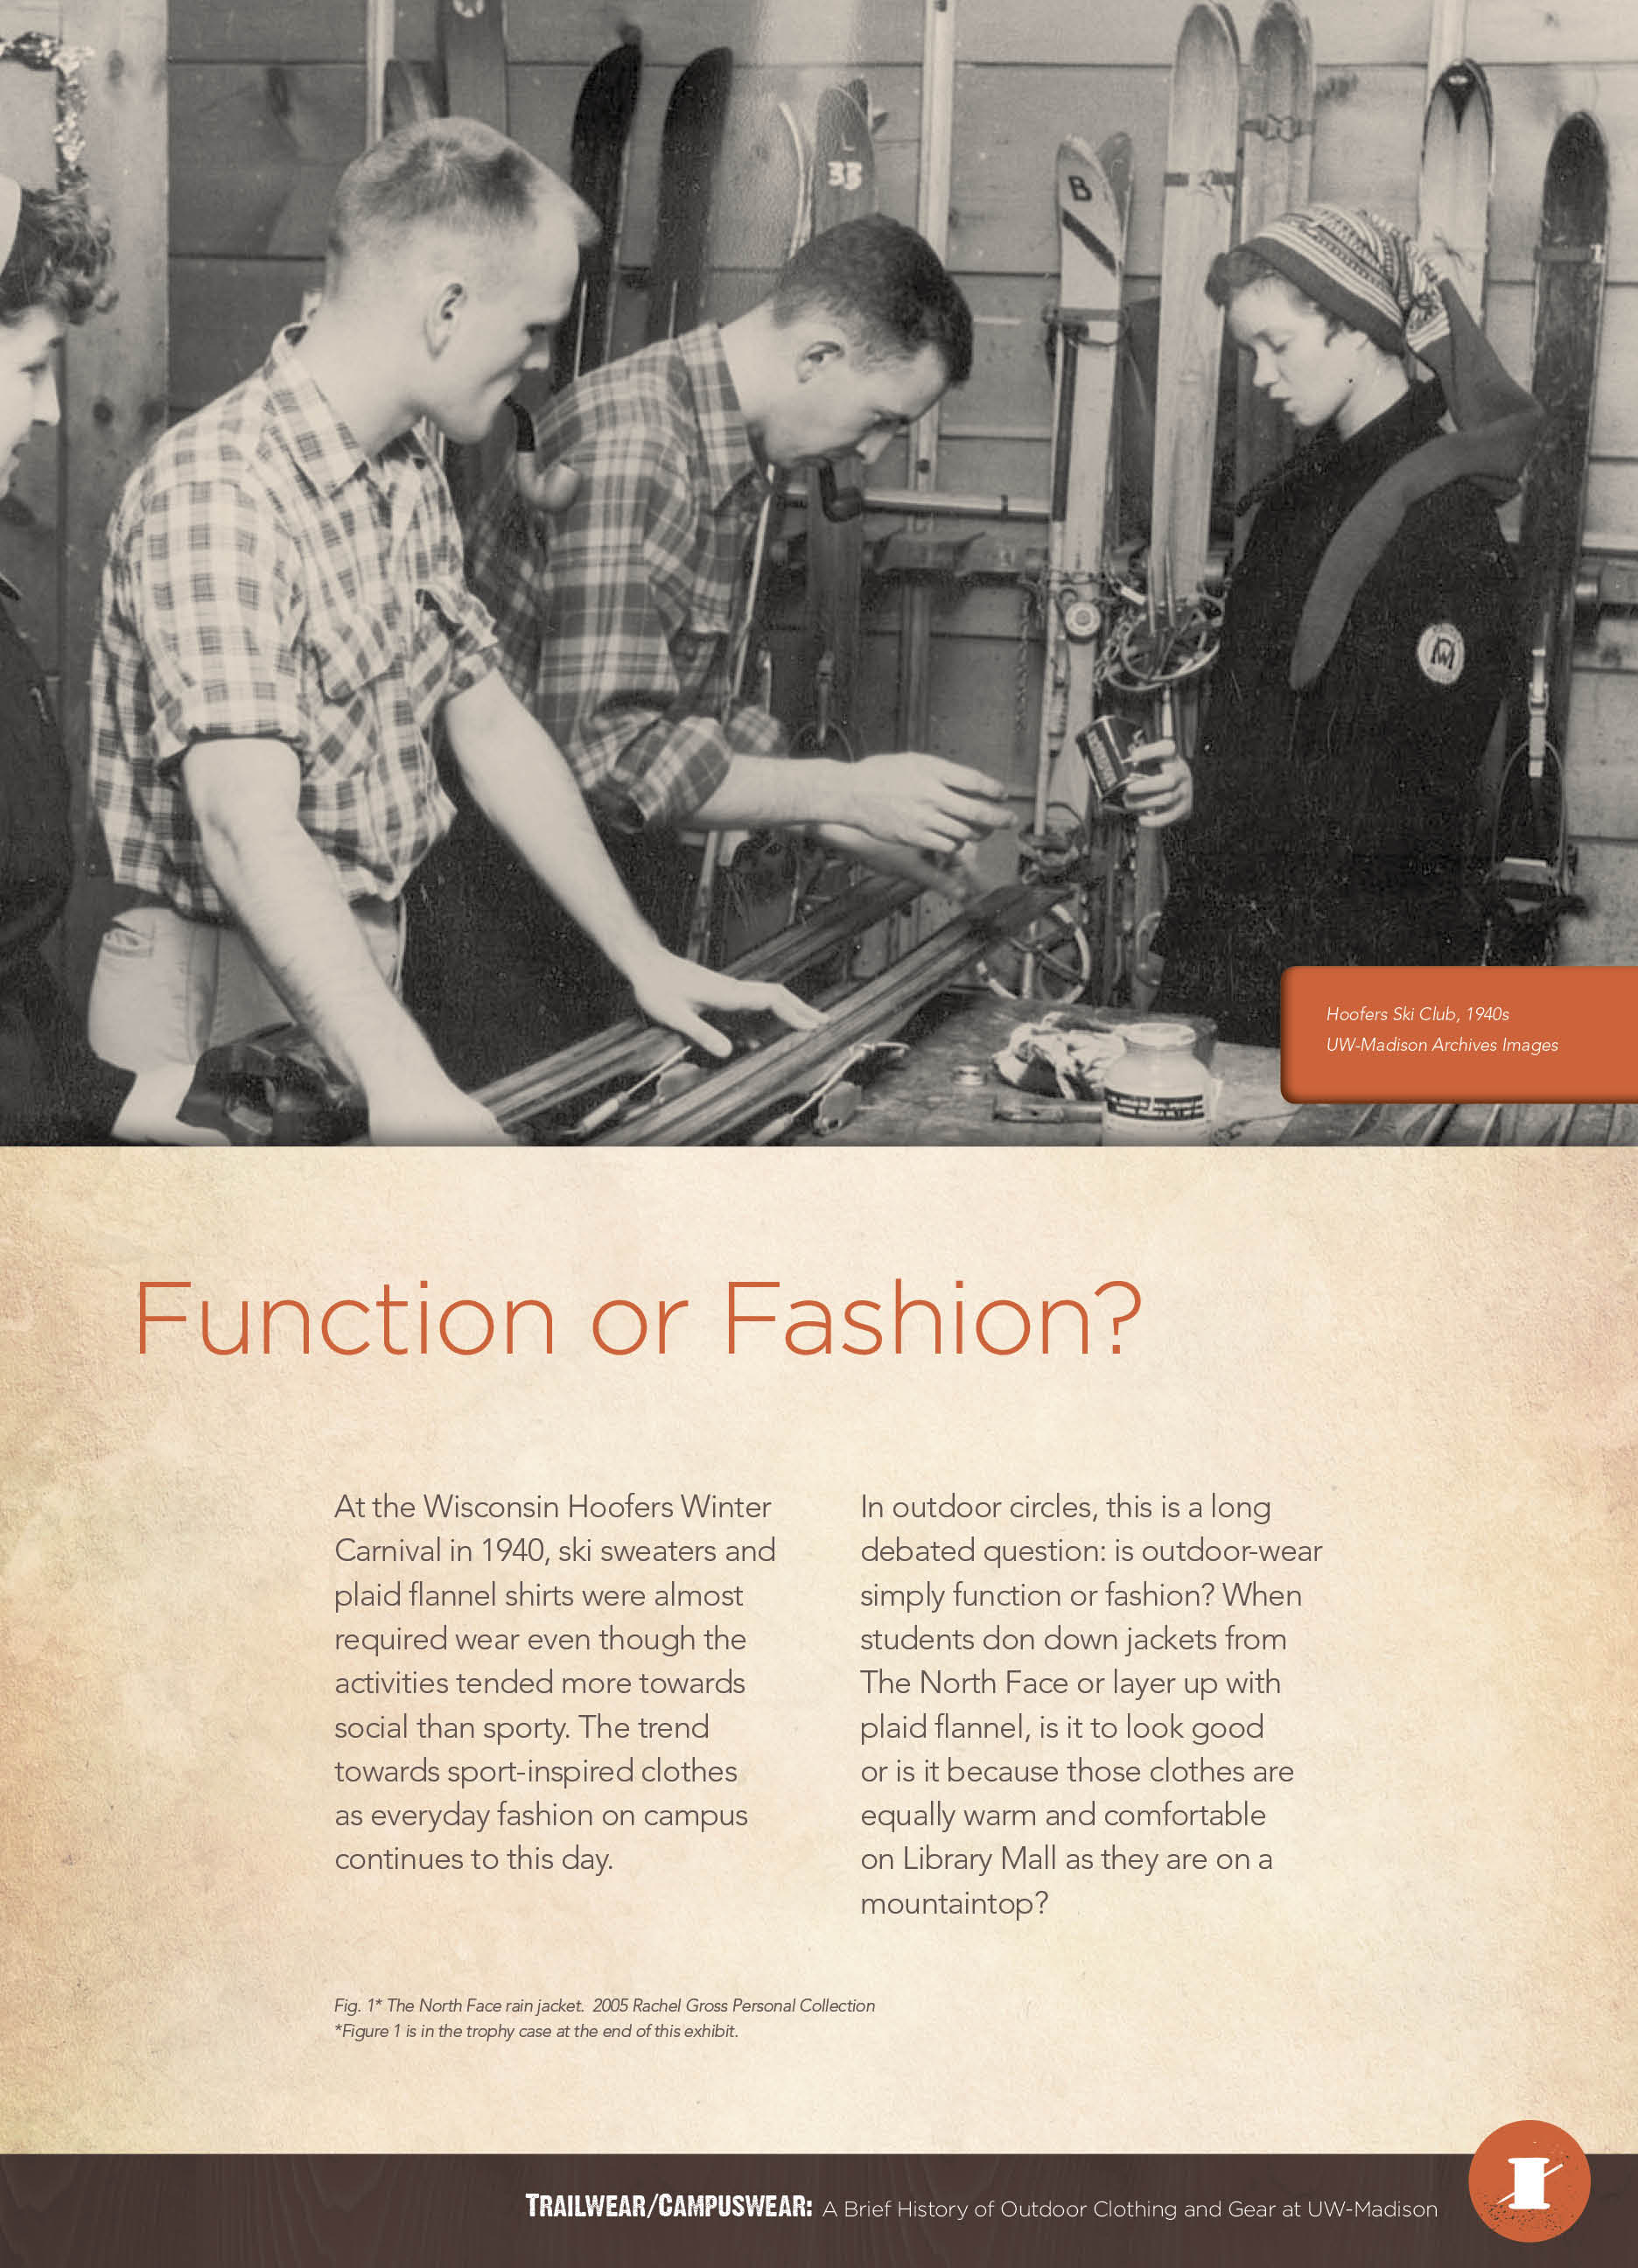 33
B
Hoofers Ski Club, 1940s
UW-Madison Archives Images
Function or Fashion?
At the Wisconsin Hoofers Winter
Carnival in 1940, ski sweaters and
plaid flannel shirts were almost
required wear even though the
activities tended more towards
social than sporty. The trend
towards sport-inspired clothes
as everyday fashion on campus
continues to this day.
In outdoor circles, this is a long
debated question: is outdoor-wear
simply function or fashion? When
students don down jackets from
The North Face or layer up with
plaid flannel, is it to look good
or is it because those clothes are
equally warm and comfortable
on Library Mall as they are on a
mountaintop?
Fig. 1* The North Face rain jacket.  2005 Rachel Gross Personal Collection
*Figure 1 is in the trophy case at the end of this exhibit.
TRAILWEAR/CAMPUSWEAR: A Brief History of Outdoor Clothing and Gear at UW-Madison